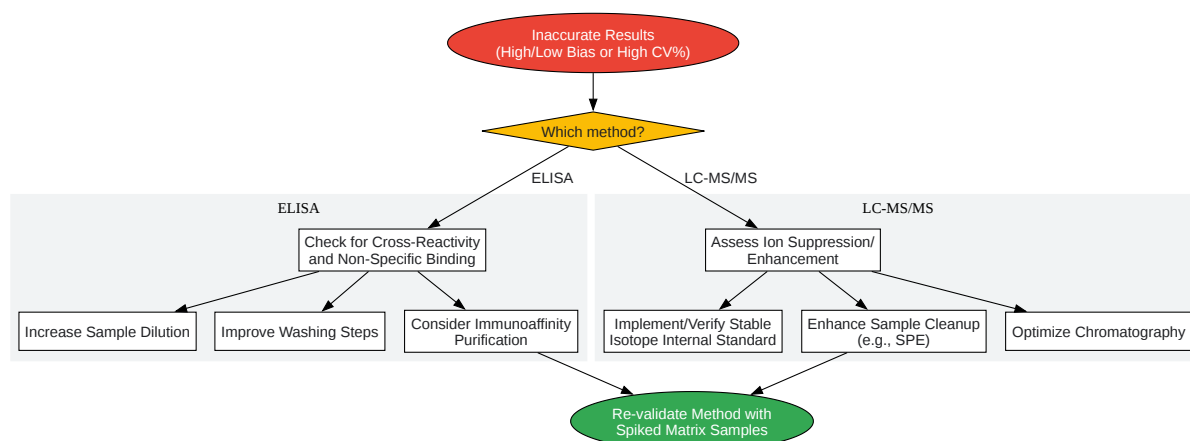 Inaccurate Results
(High/Low Bias or High CV%)
Which method?
ELISA
LC-MS/MS
ELISA
LC-MS/MS
Check for Cross-Reactivity
and Non-Specific Binding
Assess Ion Suppression/
Enhancement
Increase Sample Dilution
Improve Washing Steps
Consider Immunoaffinity
Purification
Implement/Verify Stable
Isotope Internal Standard
Enhance Sample Cleanup
(e.g., SPE)
Optimize Chromatography
Re-validate Method with
Spiked Matrix Samples